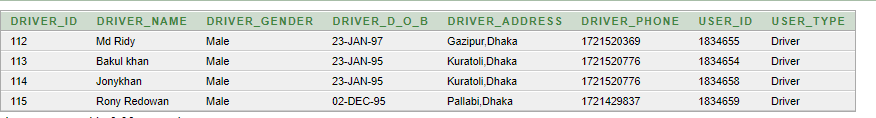 DRIVER_ID DRIVER_NAME DRIVER_GENDER DRIVER_D_O_B DRIVER_ADDRESS DRIVER_PHONE USER_ID USER_TYPE
112 Md Ridy Male 23-JAN-97 Gazipur,Dhaka 1721520369 1834655 Driver
113 Bakul khan Male 23-JAN-95 Kuratoli,Dhaka 1721520776 1834654 Driver
114 Jonykhan Male 23-JAN-95 Kuratoli,Dhaka 1721520776 1834658 Driver
115 Rony Redowan Male 02-DEC-95 Pallabi,Dhaka 1721429837 1834659 Driver